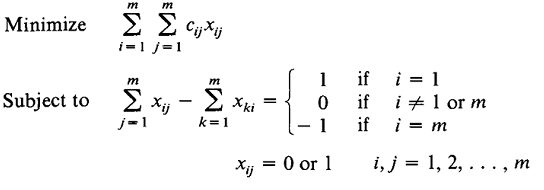 Minimize ∑_{i=1}^{m} ∑_{j=1}^{m} c_{ij}x_{ij}
Subject to ∑_{j=1}^{m} x_{ij} − ∑_{k=1}^{m} x_{ki} = { 1 if i = 1
0 if i ≠ 1 or m
− 1 if i = m
x_{ij} = 0 or 1 i, j = 1, 2, . . . , m